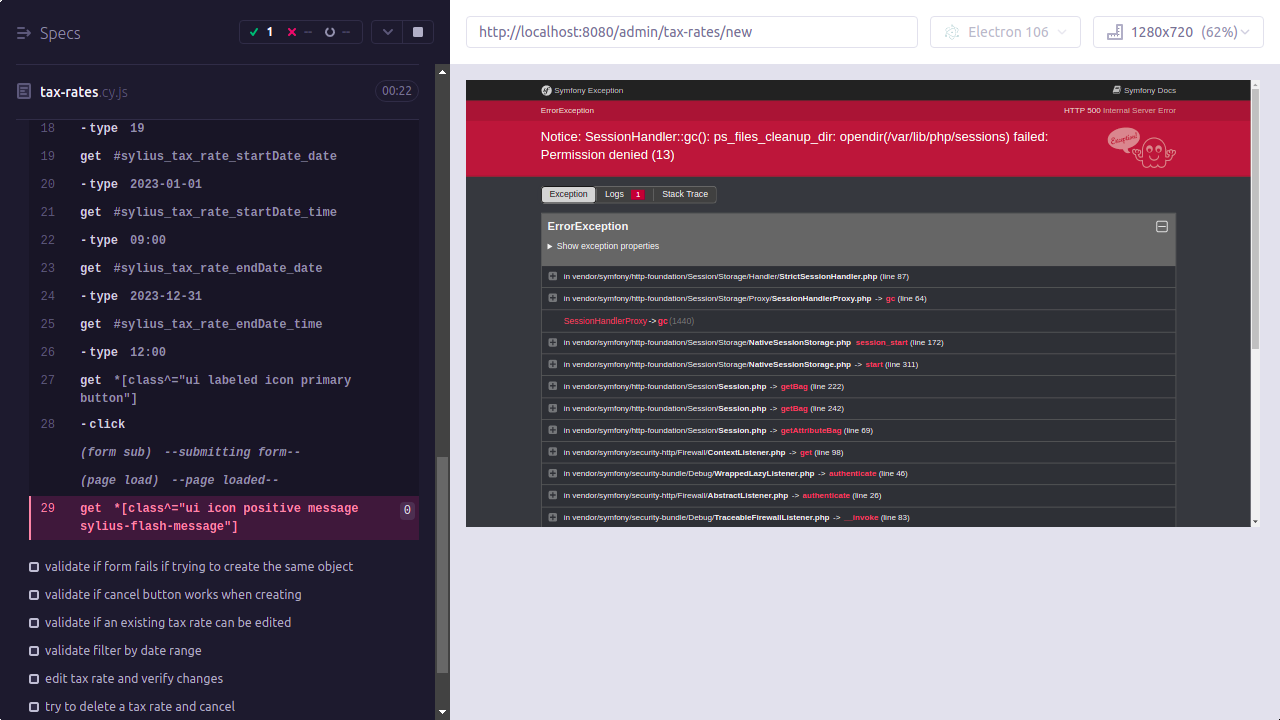 Specs
1
--
--
tax-rates.cy.js
00:22
18 -type 19
19 get #sylius_tax_rate_startDate_date
20 -type 2023-01-01
21 get #sylius_tax_rate_startDate_time
22 -type 09:00
23 get #sylius_tax_rate_endDate_date
24 -type 2023-12-31
25 get #sylius_tax_rate_endDate_time
26 -type 12:00
27 get *[class^="ui labeled icon primary
button"]
28 -click
(form sub) --submitting form--
(page load) --page loaded--
29 get *[class^="ui icon positive message 0
sylius-flash-message"]
validate if form fails if trying to create the same object
validate if cancel button works when creating
validate if an existing tax rate can be edited
validate filter by date range
edit tax rate and verify changes
try to delete a tax rate and cancel
http://localhost:8080/admin/tax-rates/new
Electron 106
1280x720 (62%)
Symfony Exception
Symfony Docs
ErrorException
HTTP 500 Internal Server Error
Notice: SessionHandler::gc(): ps_files_cleanup_dir: opendir(/var/lib/php/sessions) failed:
Permission denied (13)
Exception!
Exception
Logs 1
Stack Trace
ErrorException
Show exception properties
in vendor/symfony/http-foundation/Session/Storage/Handler/StrictSessionHandler.php (line 87)
in vendor/symfony/http-foundation/Session/Storage/Proxy/SessionHandlerProxy.php -> gc (line 64)
SessionHandlerProxy->gc(1440)
in vendor/symfony/http-foundation/Session/Storage/NativeSessionStorage.php session_start (line 172)
in vendor/symfony/http-foundation/Session/Storage/NativeSessionStorage.php -> start (line 311)
in vendor/symfony/http-foundation/Session/Session.php -> getBag (line 222)
in vendor/symfony/http-foundation/Session/Session.php -> getBag (line 242)
in vendor/symfony/http-foundation/Session/Session.php -> getAttributeBag (line 69)
in vendor/symfony/security-http/Firewall/ContextListener.php -> get (line 98)
in vendor/symfony/security-bundle/Debug/WrappedLazyListener.php -> authenticate (line 46)
in vendor/symfony/security-http/Firewall/AbstractListener.php -> authenticate (line 26)
in vendor/symfony/security-bundle/Debug/TraceableFirewallListener.php -> __invoke (line 83)